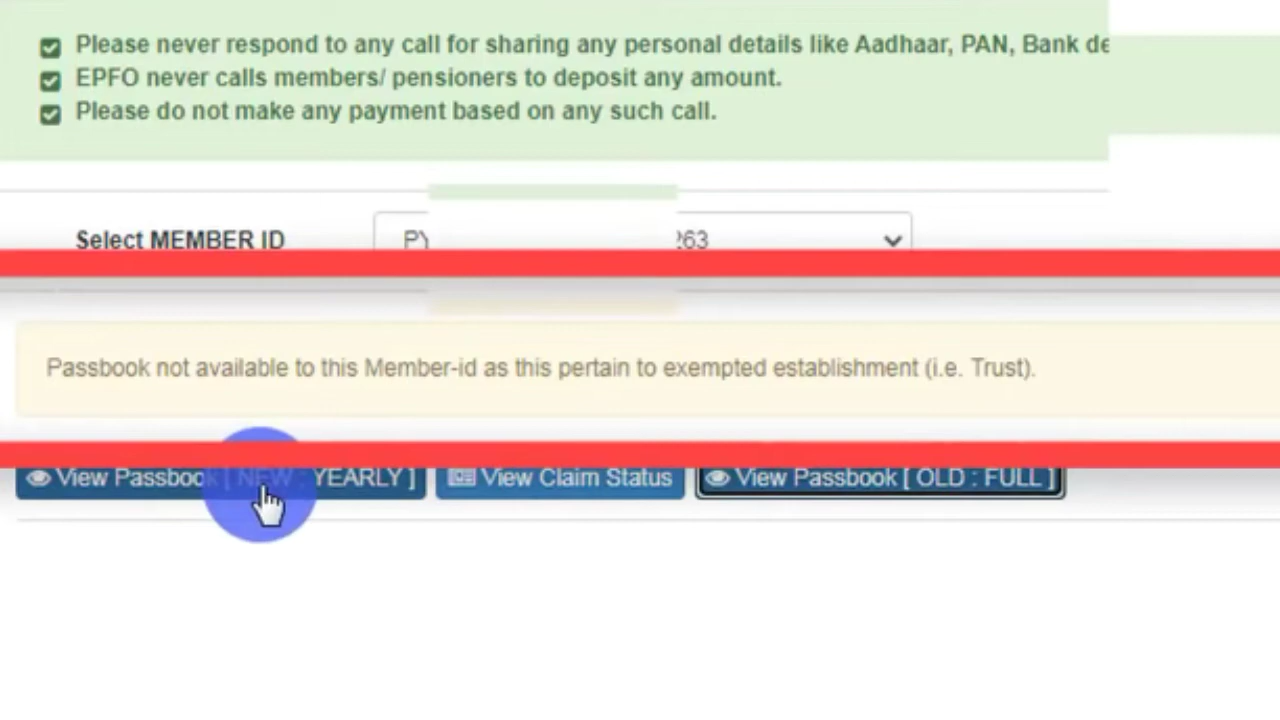 Please never respond to any call for sharing any personal details like Aadhaar, PAN, Bank de
EPFO never calls members/ pensioners to deposit any amount.
Please do not make any payment based on any such call.
Select MEMBER ID PY 263
Passbook not available to this Member-id as this pertain to exempted establishment (i.e. Trust).
View Passbook [ NEW : YEARLY ] View Claim Status View Passbook [ OLD : FULL ]